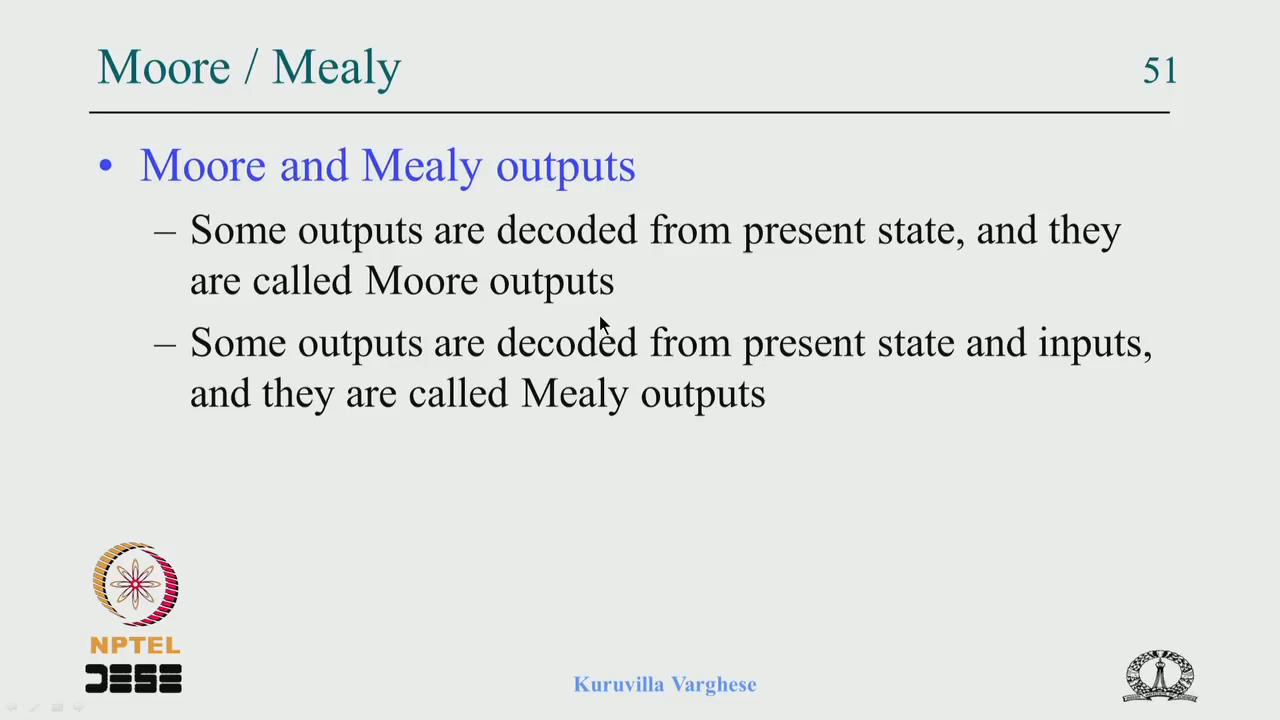 Moore / Mealy
51
• Moore and Mealy outputs
– Some outputs are decoded from present state, and they
are called Moore outputs
– Some outputs are decoded from present state and inputs,
and they are called Mealy outputs
NPTEL
DESE
Kuruvilla Varghese